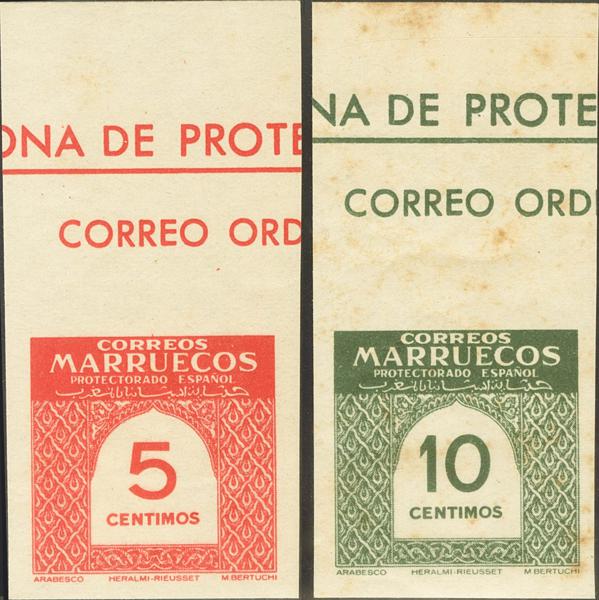 ONA DE PROTE
CORREO ORD
CORREOS
MARRUECOS
PROTECTORADO ESPAÑOL
5
CENTIMOS
ARABESCO HERALMI-RIEUSSET M.BERTUCHI
NA DE PROTE
CORREO ORD
CORREOS
MARRUECOS
PROTECTORADO ESPAÑOL
10
CENTIMOS
ARABESCO HERALMI-RIEUSSET M.BERTUCHI